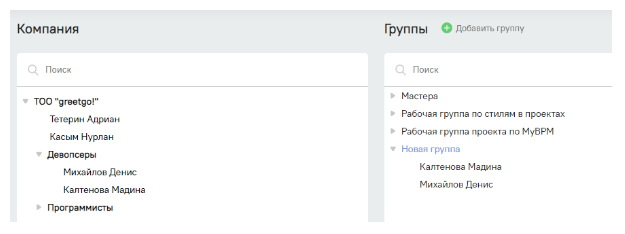 Компания
Поиск
ТОО "greetgo!"
Тетерин Адриан
Касым Нурлан
Девопсеры
Михайлов Денис
Калтенова Мадина
Программисты
Группы
Добавить группу
Поиск
Мастера
Рабочая группа по стилям в проектах
Рабочая группа проекта по MyBPM
Новая группа
Калтенова Мадина
Михайлов Денис